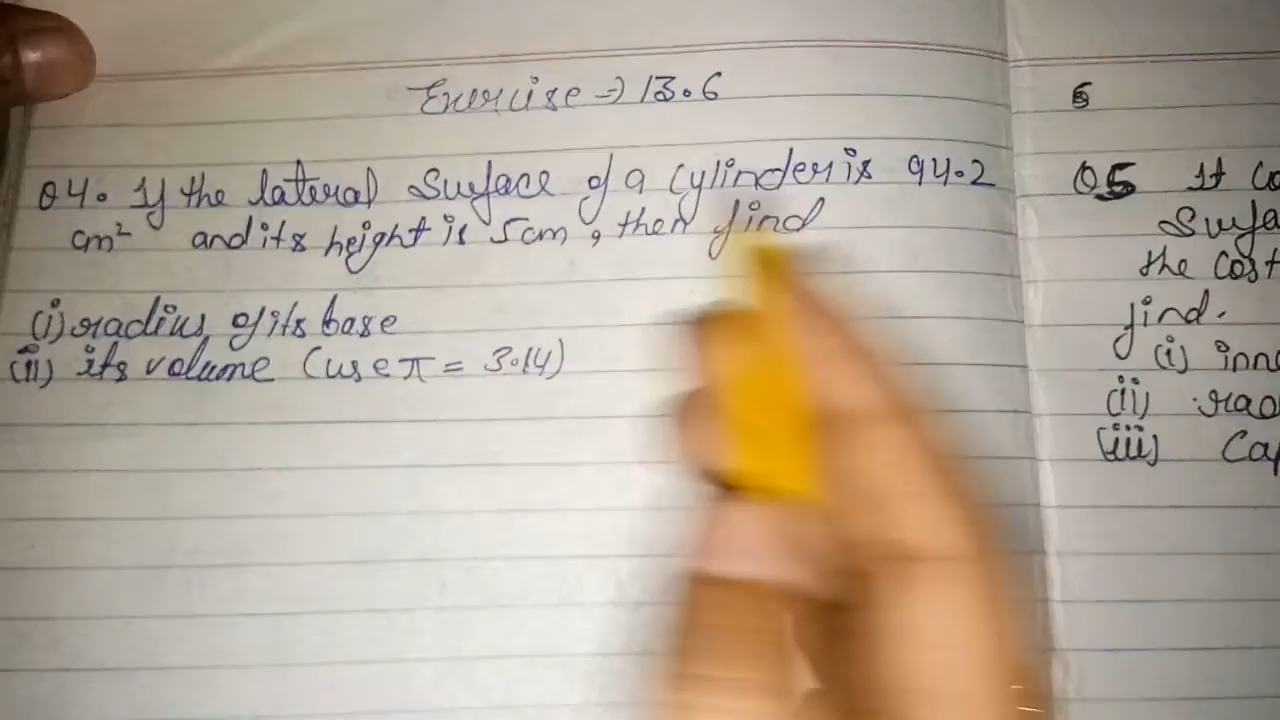 Exercise → 13.6
Q4. If the lateral surface of a cylinder is 94.2
cm² and its height is 5cm, then find
(i) radius of its base
(ii) its volume (use π = 3.14)
6
Q5 It
the cost
find.
(i)
(ii)
(iii)